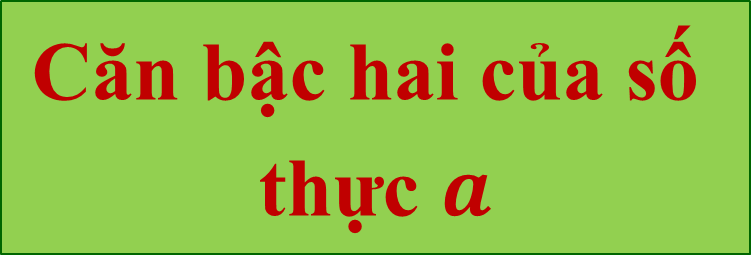 Căn bậc hai của số
thực a